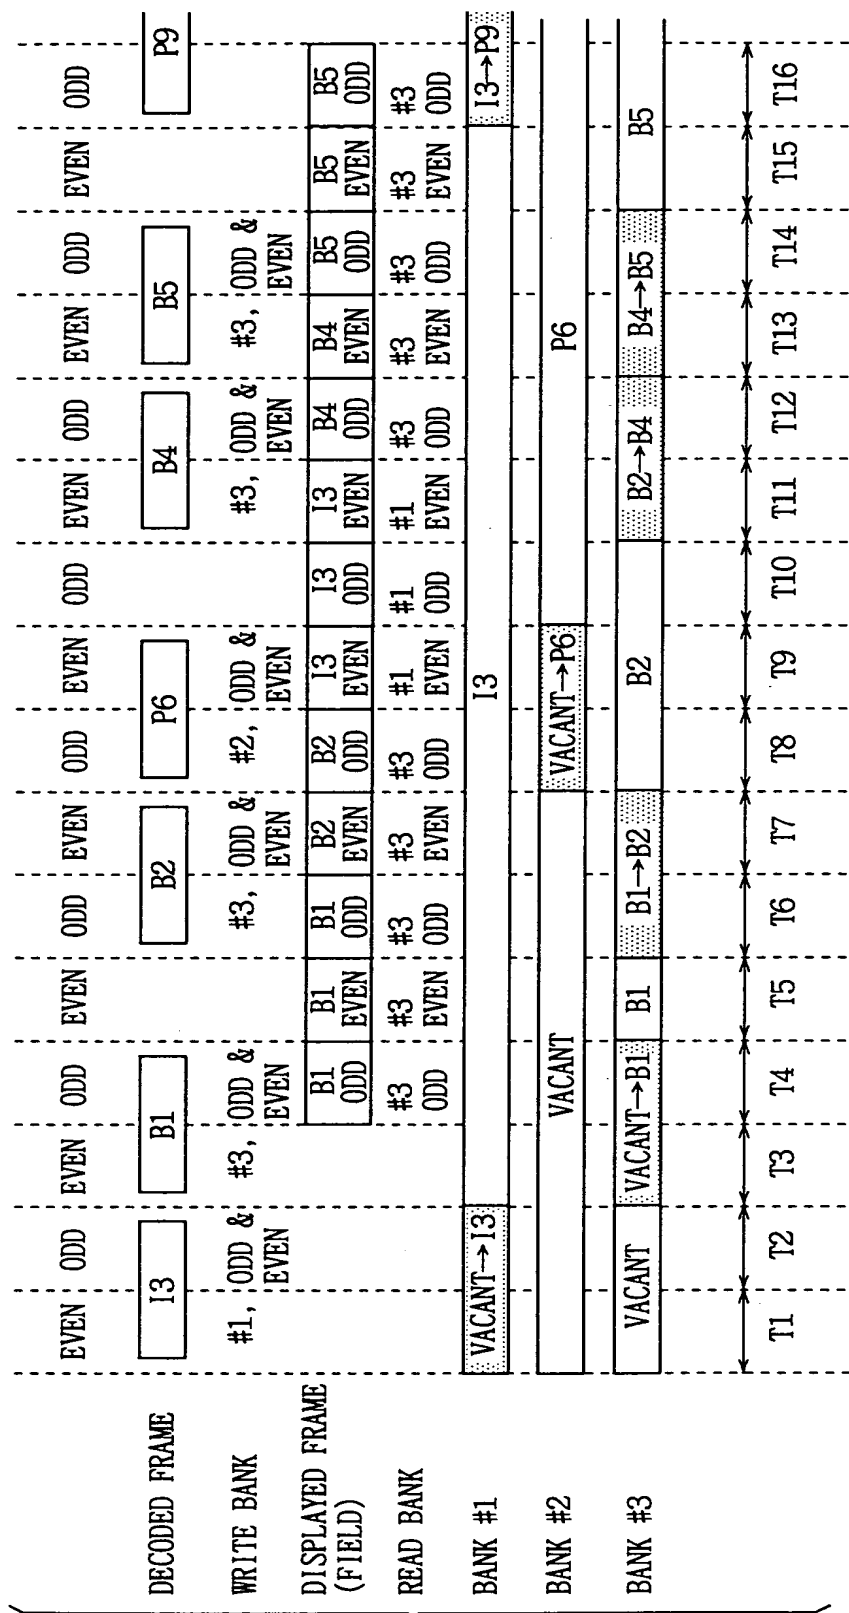 EVEN ODD EVEN ODD EVEN ODD EVEN ODD EVEN ODD EVEN ODD EVEN ODD EVEN ODD
DECODED FRAME I3 B1 B2 P6 B4 B5 P9
WRITE BANK #1, ODD & EVEN #3, ODD & EVEN #3, ODD & EVEN #2, ODD & EVEN #3, ODD & EVEN #3, ODD & EVEN
DISPLAYED FRAME B1 B1 B1 B2 B2 I3 I3 I3 B4 B4 B5 B5 B5
(FIELD) ODD EVEN ODD EVEN ODD EVEN ODD EVEN ODD EVEN ODD EVEN ODD
READ BANK #3 #3 #3 #3 #3 #1 #1 #1 #3 #3 #3 #3 #3
ODD EVEN ODD EVEN ODD EVEN ODD EVEN ODD EVEN ODD EVEN ODD
BANK #1 VACANT→I3 I3 I3→P9
BANK #2 VACANT VACANT→P6 P6
BANK #3 VACANT VACANT→B1 B1 B1→B2 B2 B2→B4 B4→B5 B5
T1 T2 T3 T4 T5 T6 T7 T8 T9 T10 T11 T12 T13 T14 T15 T16